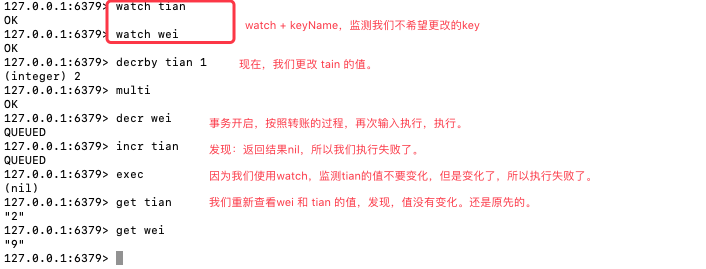 127.0.0.1:6379> watch tian
OK
watch + keyName，监测我们不希望更改的key
127.0.0.1:6379> watch wei
OK
127.0.0.1:6379> decrby tian 1
现在，我们更改 tain 的值。
(integer) 2
127.0.0.1:6379> multi
OK
127.0.0.1:6379> decr wei
事务开启，按照转账的过程，再次输入执行，执行。
QUEUED
127.0.0.1:6379> incr tian
发现：返回结果nil，所以我们执行失败了。
QUEUED
127.0.0.1:6379> exec
因为我们使用watch，监测tian的值不要变化，但是变化了，所以执行失败了。
(nil)
127.0.0.1:6379> get tian
我们重新查看wei 和 tian 的值，发现，值没有变化。还是原先的。
"2"
127.0.0.1:6379> get wei
"9"
127.0.0.1:6379>